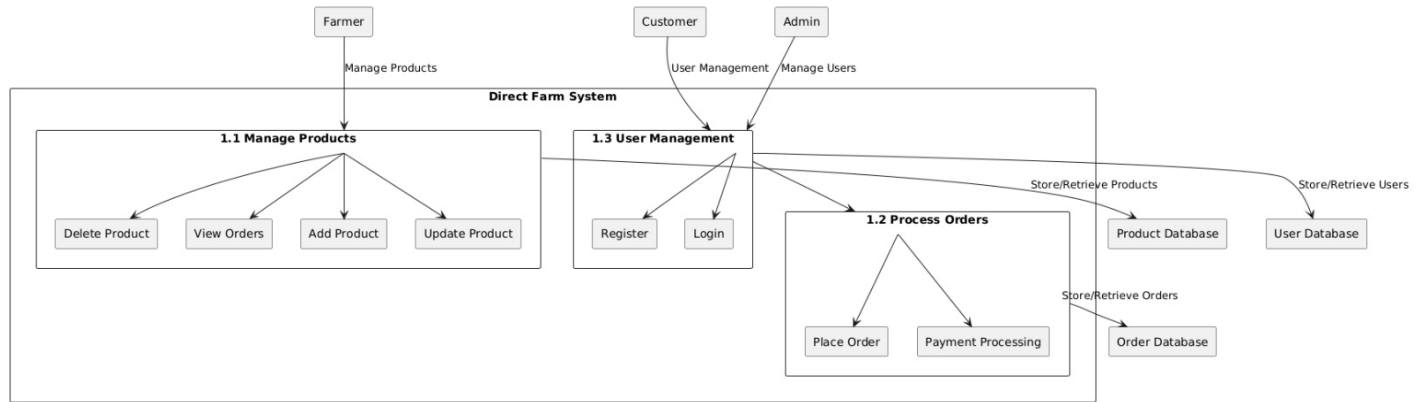 Farmer
Customer
Admin
Manage Products
User Management
Manage Users
Direct Farm System
1.1 Manage Products
1.3 User Management
Store/Retrieve Products
Store/Retrieve Users
1.2 Process Orders
Delete Product
View Orders
Add Product
Update Product
Register
Login
Product Database
User Database
Store/Retrieve Orders
Place Order
Payment Processing
Order Database